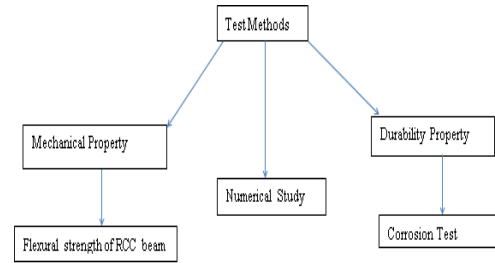 Test Methods
Mechanical Property
Durability Property
Numerical Study
Flexural strength of RCC beam
Corrosion Test